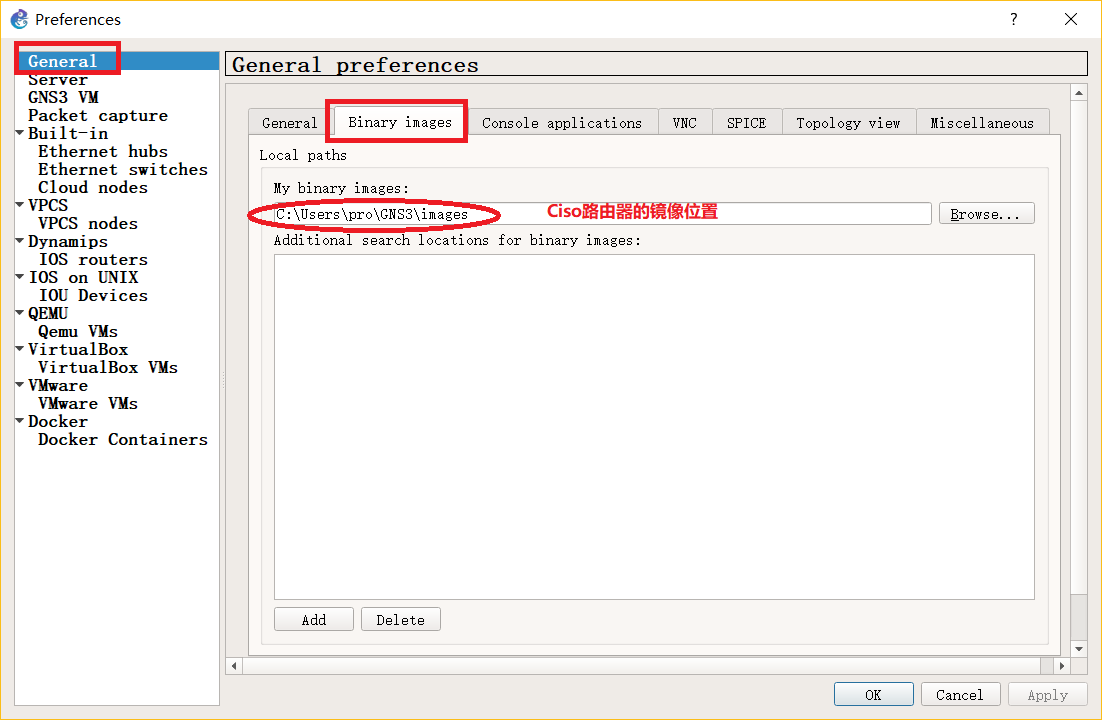 Preferences
?
General
Server
GNS3 VM
Packet capture
Built-in
Ethernet hubs
Ethernet switches
Cloud nodes
VPCS
VPCS nodes
Dynamips
IOS routers
IOS on UNIX
IOU Devices
QEMU
Qemu VMs
VirtualBox
VirtualBox VMs
VMware
VMware VMs
Docker
Docker Containers
General preferences
General Binary images Console applications VNC SPICE Topology view Miscellaneous
Local paths
My binary images:
C:\Users\pro\GNS3\images Ciso路由器的镜像位置 Browse...
Additional search locations for binary images:
Add Delete
OK Cancel Apply